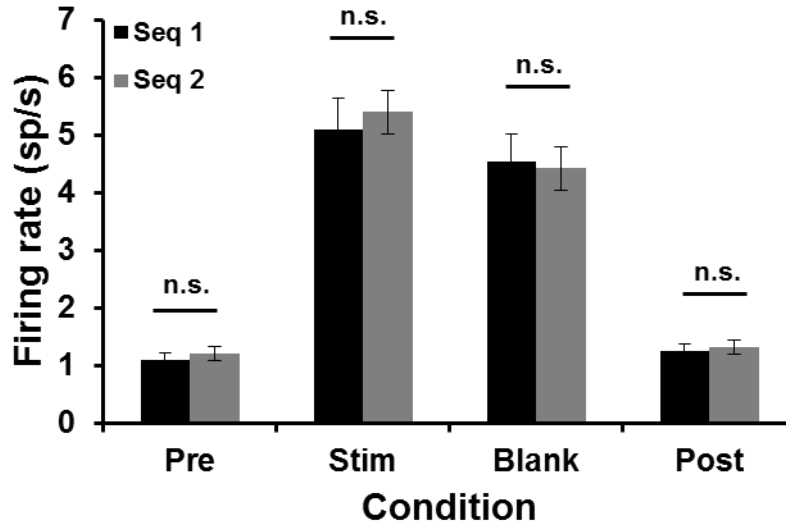 n.s.
7
Seq 1
n.s.
6
Seq 2
5
4
Firing rate (sp/s)
3
n.s.
n.s.
2
1
0
Pre Stim Blank Post
Condition